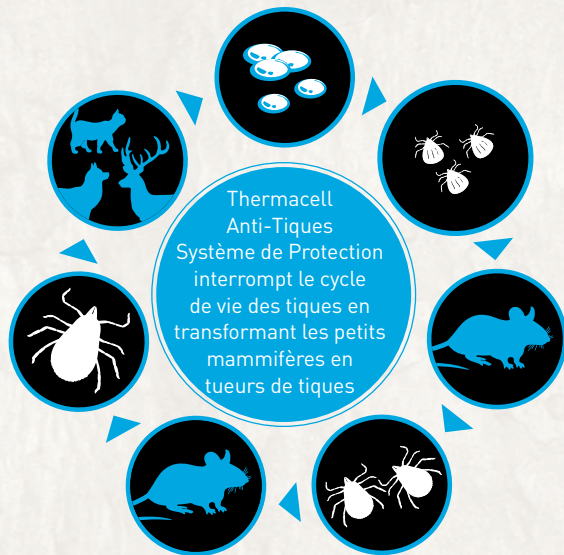 Thermacell
Anti-Tiques
Système de Protection
interrompt le cycle
de vie des tiques en
transformant les petits
mammifères en
tueurs de tiques